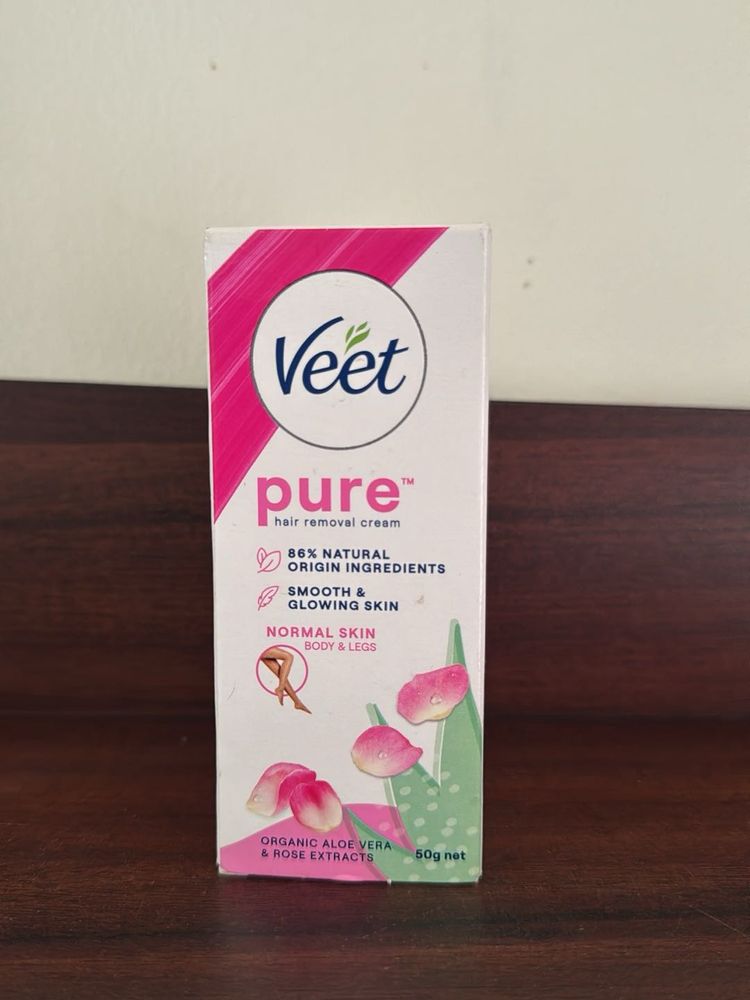 Veet
pure™
hair removal cream
86% NATURAL
ORIGIN INGREDIENTS
SMOOTH &
GLOWING SKIN
NORMAL SKIN
BODY & LEGS
ORGANIC ALOE VERA
& ROSE EXTRACTS
50g net